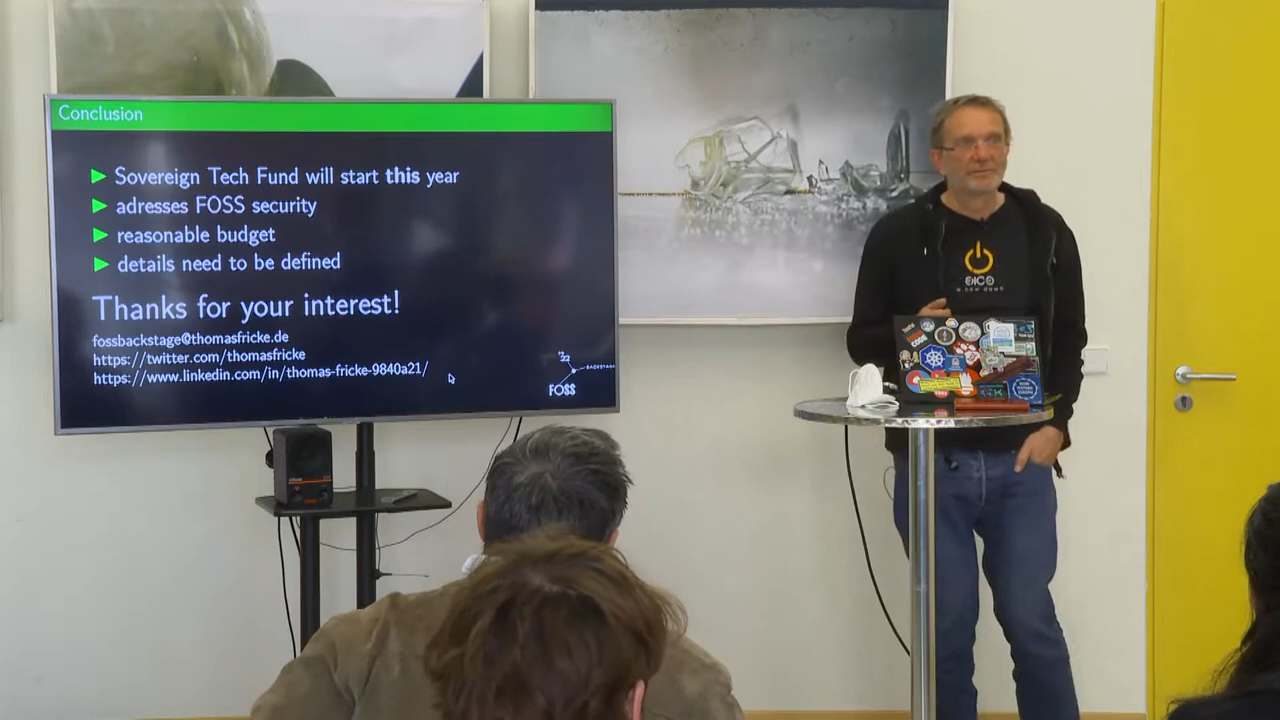 Conclusion
Sovereign Tech Fund will start this year
adresses FOSS security
reasonable budget
details need to be defined
Thanks for your interest!
fossbackstage@thomasfricke.de
https://twitter.com/thomasfricke
https://www.linkedin.com/in/thomas-fricke-9840a21/
'22
BACKSTAGE
FOSS